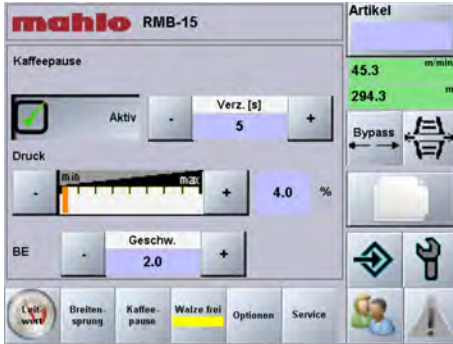 mahlo RMB-15
Artikel
Kaffeepause
45.3 m/min
294.3 m
Aktiv
-
Verz. [s]
5
+
Bypass
Druck
-
min
max
+
4.0 %
BE
-
Geschw.
2.0
+
Leit-
wert
Breiten-
sprung
Kaffee-
pause
Walze frei
Optionen
Service